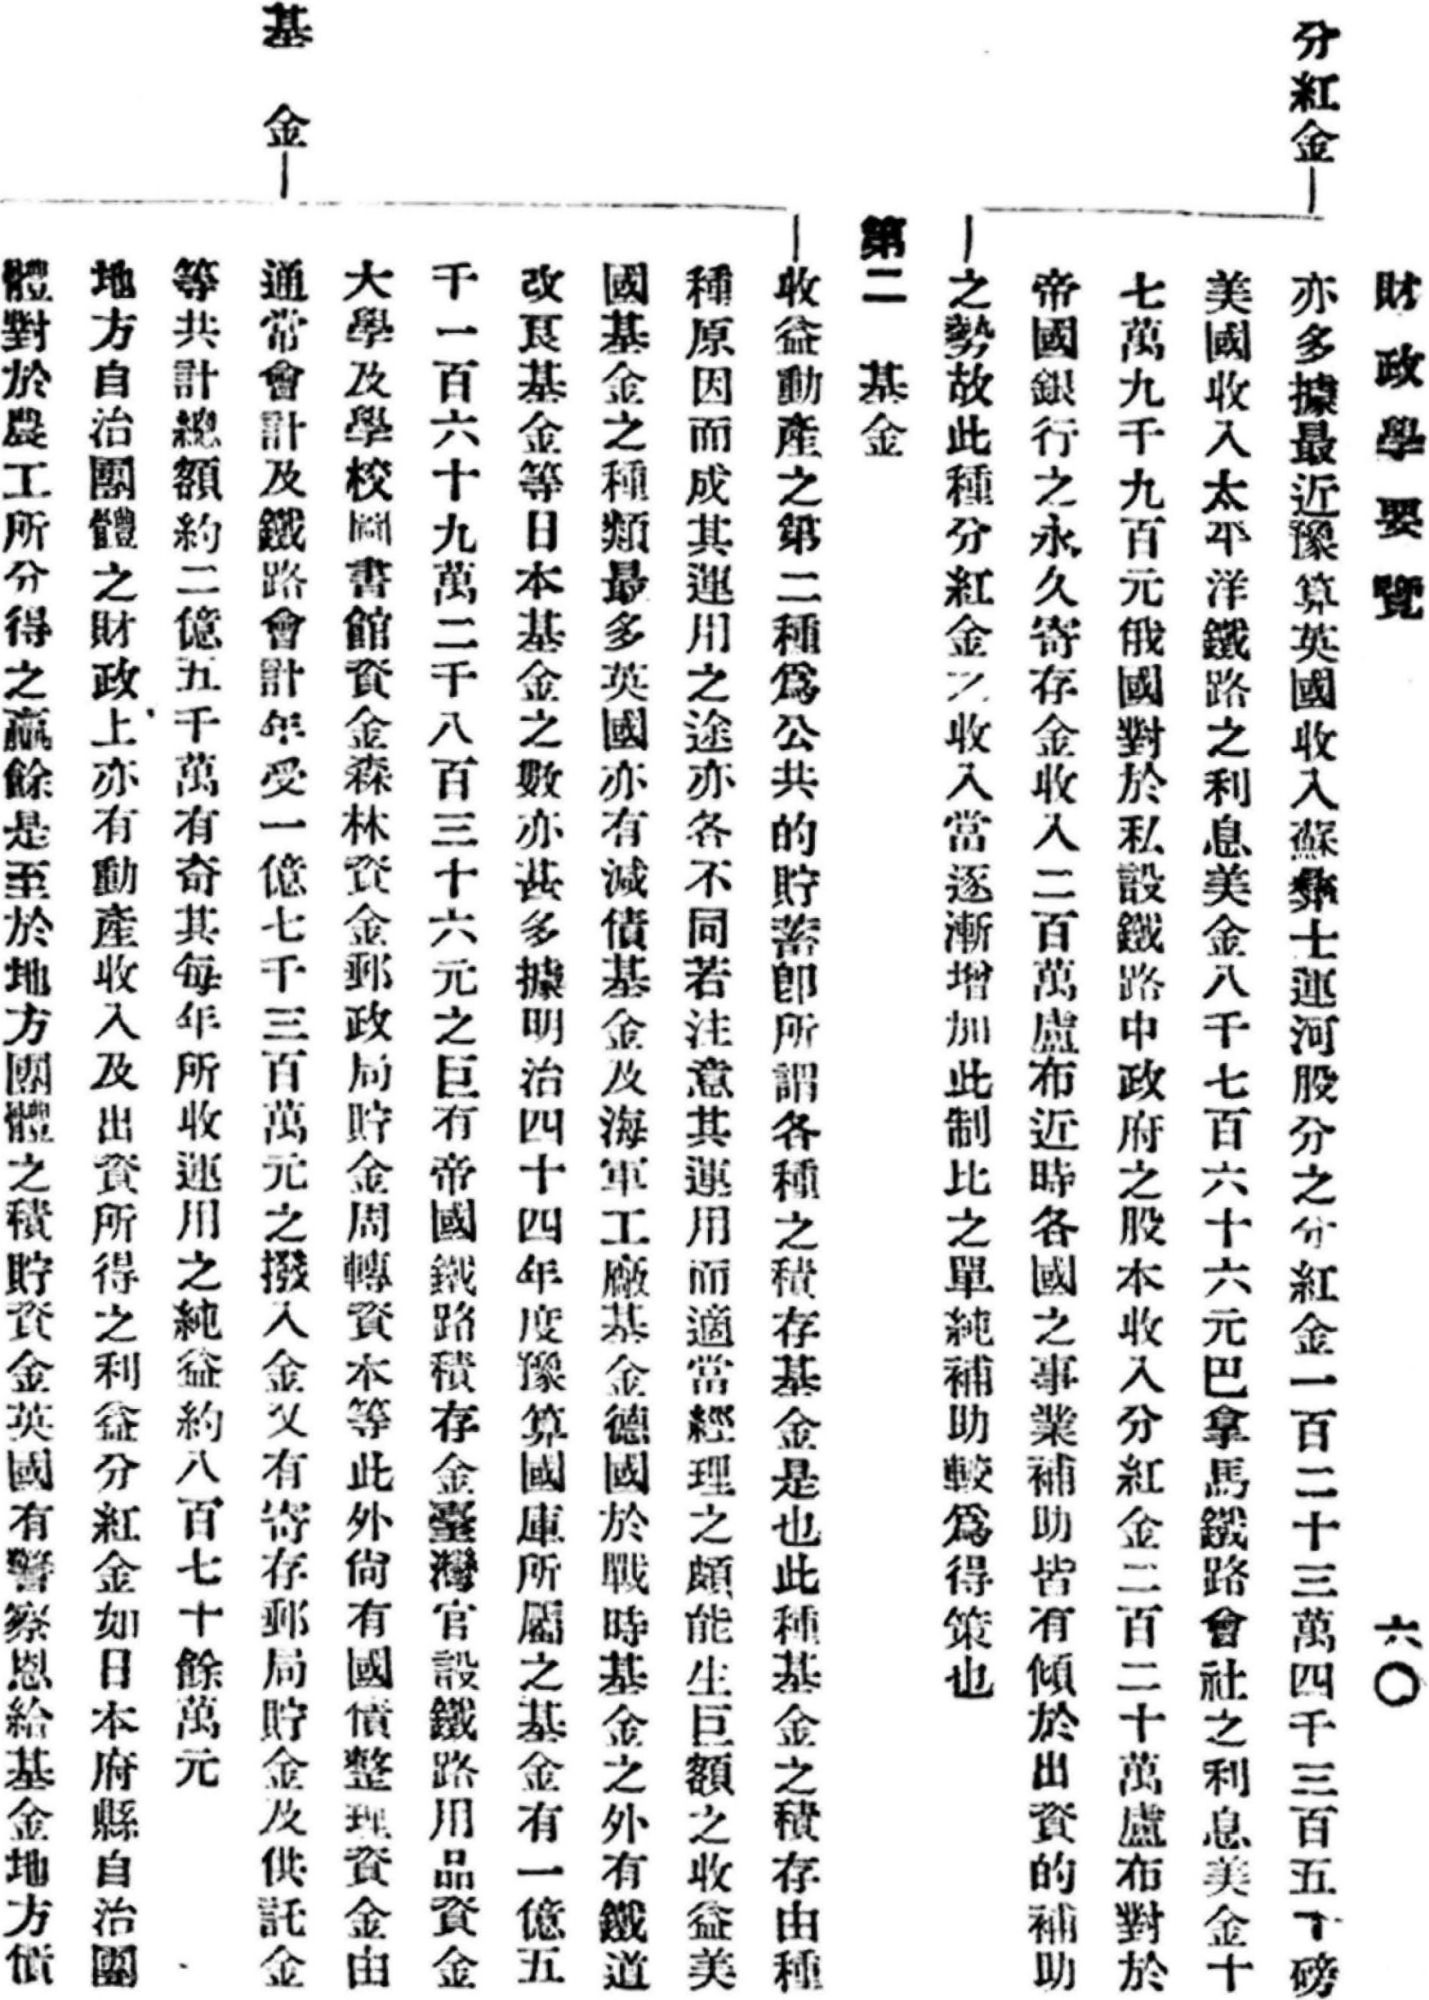 財政學要覽　六〇
分紅金
亦多據最近豫算英國收入蘇彝士運河股分之分紅金一百二十三萬四千三百五十磅
美國收入太平洋鐵路之利息美金八千七百六十六元巴拿馬鐵路會社之利息美金十
七萬九千九百元俄國對於私設鐵路中政府之股本收入分紅金二百二十萬盧布對於
帝國銀行之永久寄存金收入二百萬盧布近時各國之事業補助皆有傾於出資的補助
之勢故此種分紅金之收入當逐漸增加此制比之單純補助較爲得策也
第二　基金
收益動產之第二種爲公共的貯蓄卽所謂各種之積存基金是也此種基金之積存由種
種原因而成其運用之途亦各不同若注意其運用而適當經理之頗能生巨額之收益美
國基金之種類最多英國亦有減債基金及海軍工廠基金德國於戰時基金之外有鐵道
改良基金等日本基金之數亦甚多據明治四十四年度豫算國庫所屬之基金有一億五
千一百六十九萬二千八百三十六元之巨有帝國鐵路積存金臺灣官設鐵路用品資金
大學及學校圖書館資金森林資金郵政局貯金周轉資本等此外尙有國債整理資金由
基金
通常會計及鐵路會計年受一億七千三百萬元之撥入金又有寄存郵局貯金及供託金
等共計總額約二億五千萬有奇其每年所收運用之純益約八百七十餘萬元
地方自治團體之財政上亦有動產收入及出資所得之利益分紅金如日本府縣自治團
體對於農工所分得之贏餘是至於地方團體之積貯資金英國有警察恩給基金地方債